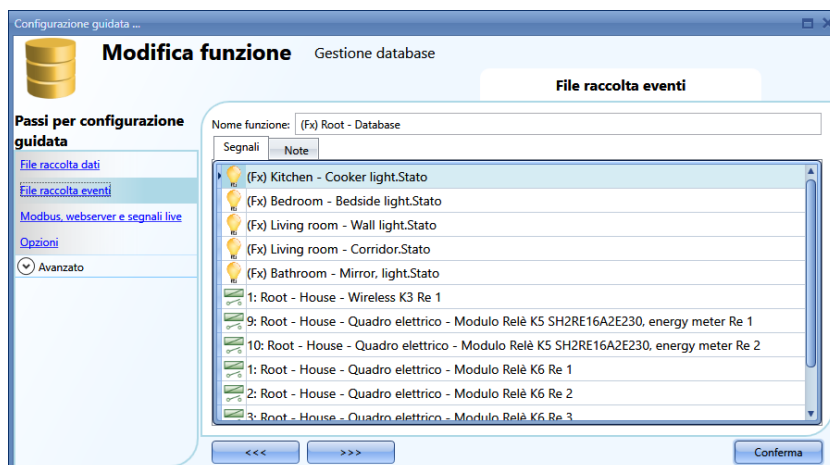 Configurazione guidata ...
Modifica funzione Gestione database
File raccolta eventi
Passi per configurazione
guidata
File raccolta dati
File raccolta eventi
Modbus, webserver e segnali live
Opzioni
Avanzato
Nome funzione: (Fx) Root - Database
Segnali Note
(Fx) Kitchen - Cooker light.Stato
(Fx) Bedroom - Bedside light.Stato
(Fx) Living room - Wall light.Stato
(Fx) Living room - Corridor.Stato
(Fx) Bathroom - Mirror, light.Stato
1: Root - House - Wireless K3 Re 1
9: Root - House - Quadro elettrico - Modulo Relè K5 SH2RE16A2E230, energy meter Re 1
10: Root - House - Quadro elettrico - Modulo Relè K5 SH2RE16A2E230, energy meter Re 2
1: Root - House - Quadro elettrico - Modulo Relè K6 Re 1
2: Root - House - Quadro elettrico - Modulo Relè K6 Re 2
3: Root - House - Quadro elettrico - Modulo Relè K6 Re 3
<<< >>> Conferma